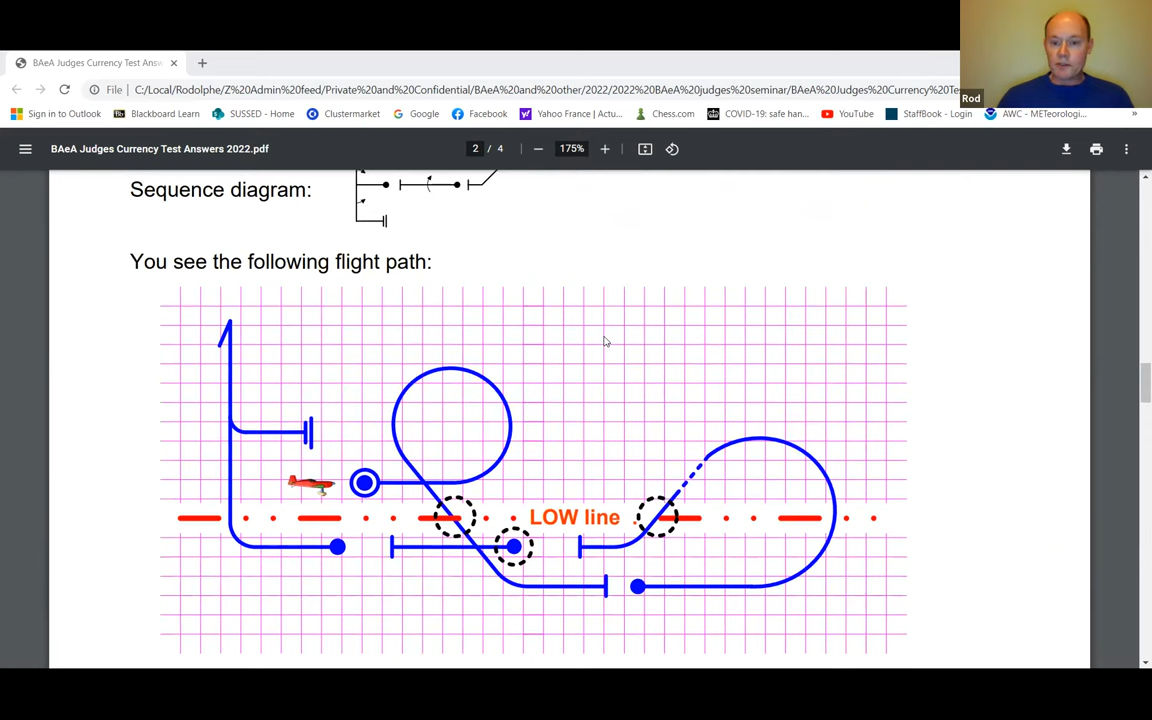 BAeA Judges Currency Test Answ
File
C:/Local/Rodolphe/Z%20Admin%20feed/Private%20and%20Confidential/BAeA%20and%20other/2022/2022%20BAeA%20judges%20seminar/BAeA%20Judges%20Currency%20Te
Rod
Sign in to Outlook
Blackboard Learn
SUSSED - Home
Clustermarket
Google
Facebook
Yahoo France | Actu...
Chess.com
COVID-19: safe han...
YouTube
StaffBook - Login
AWC - METeorologi...
BAeA Judges Currency Test Answers 2022.pdf
2 / 4
175%
Sequence diagram:
You see the following flight path:
LOW line